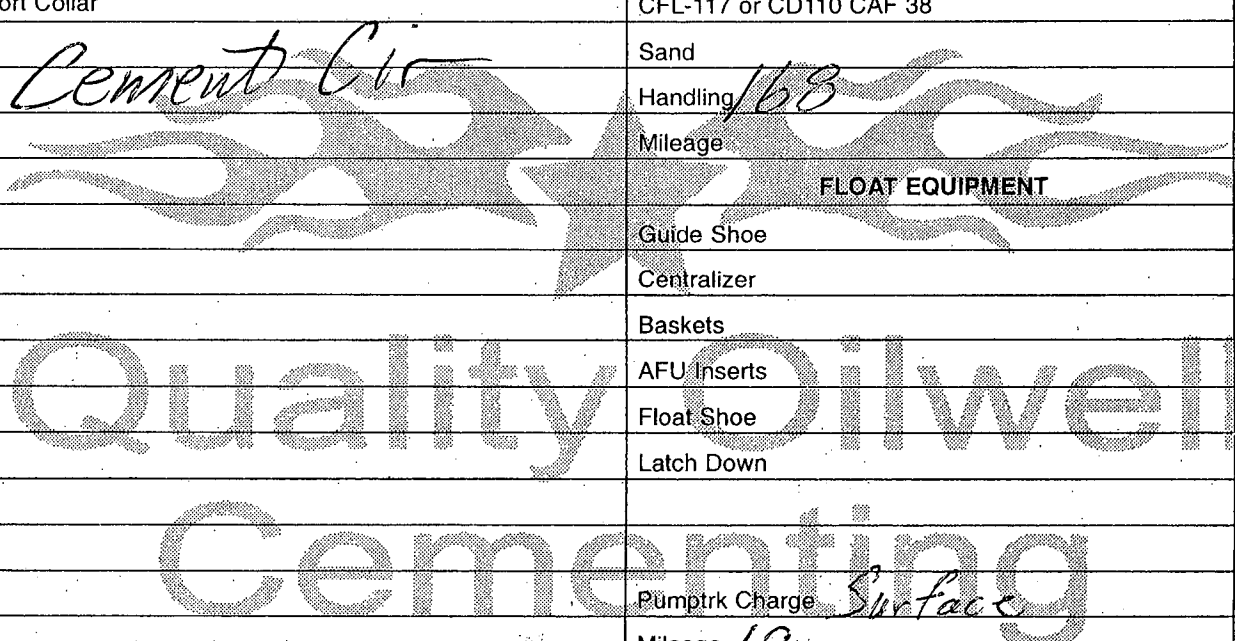 ort Collar
CFL-117 or CD110 CAF 38
Cement Cir
Sand
Handling 168
Mileage
FLOAT EQUIPMENT
Guide Shoe
Centralizer
Baskets
AFU Inserts
Float Shoe
Latch Down
Quality Oilwell
Cementing
Pumptrk Charge Surface
Mileage